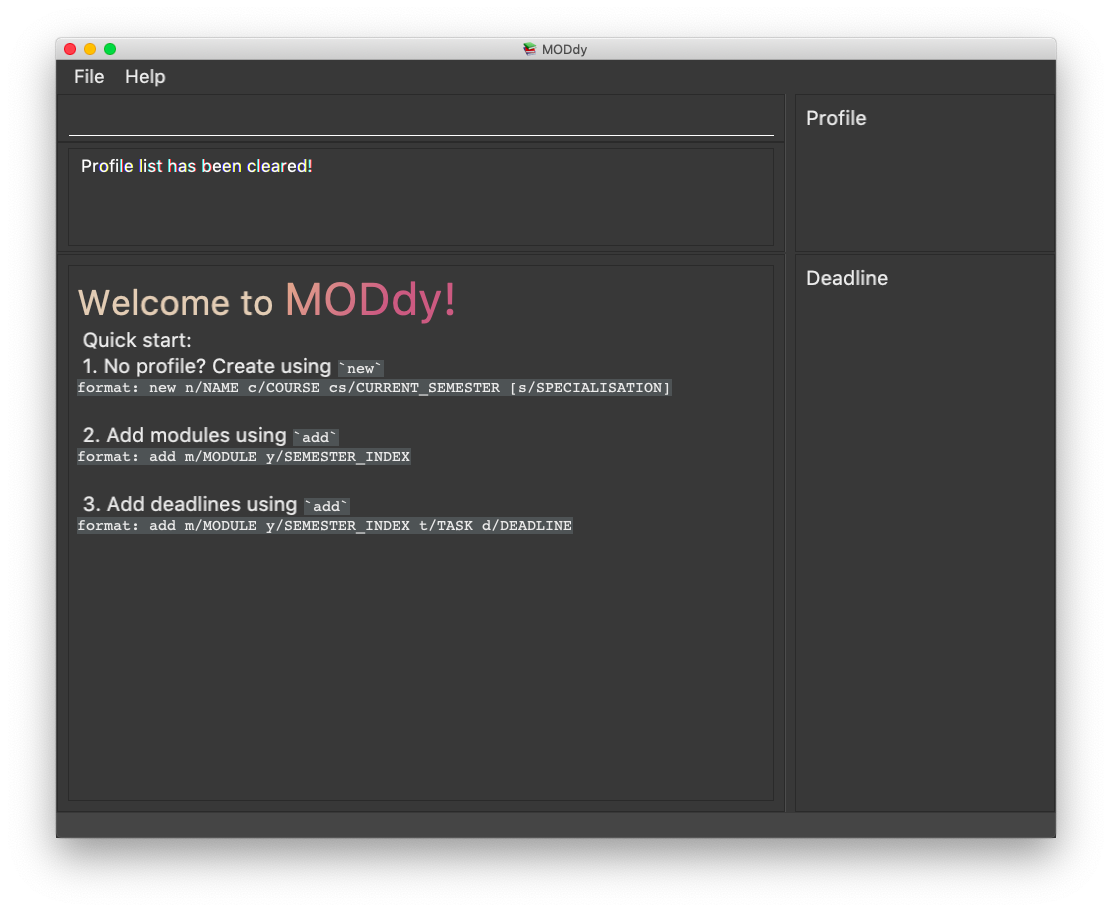 MODdy
File Help
Profile list has been cleared!
Welcome to MODdy!
Quick start:
1. No profile? Create using `new`
format: new n/NAME c/COURSE cs/CURRENT_SEMESTER [s/SPECIALISATION]
2. Add modules using `add`
format: add m/MODULE y/SEMESTER_INDEX
3. Add deadlines using `add`
format: add m/MODULE y/SEMESTER_INDEX t/TASK d/DEADLINE
Profile
Deadline